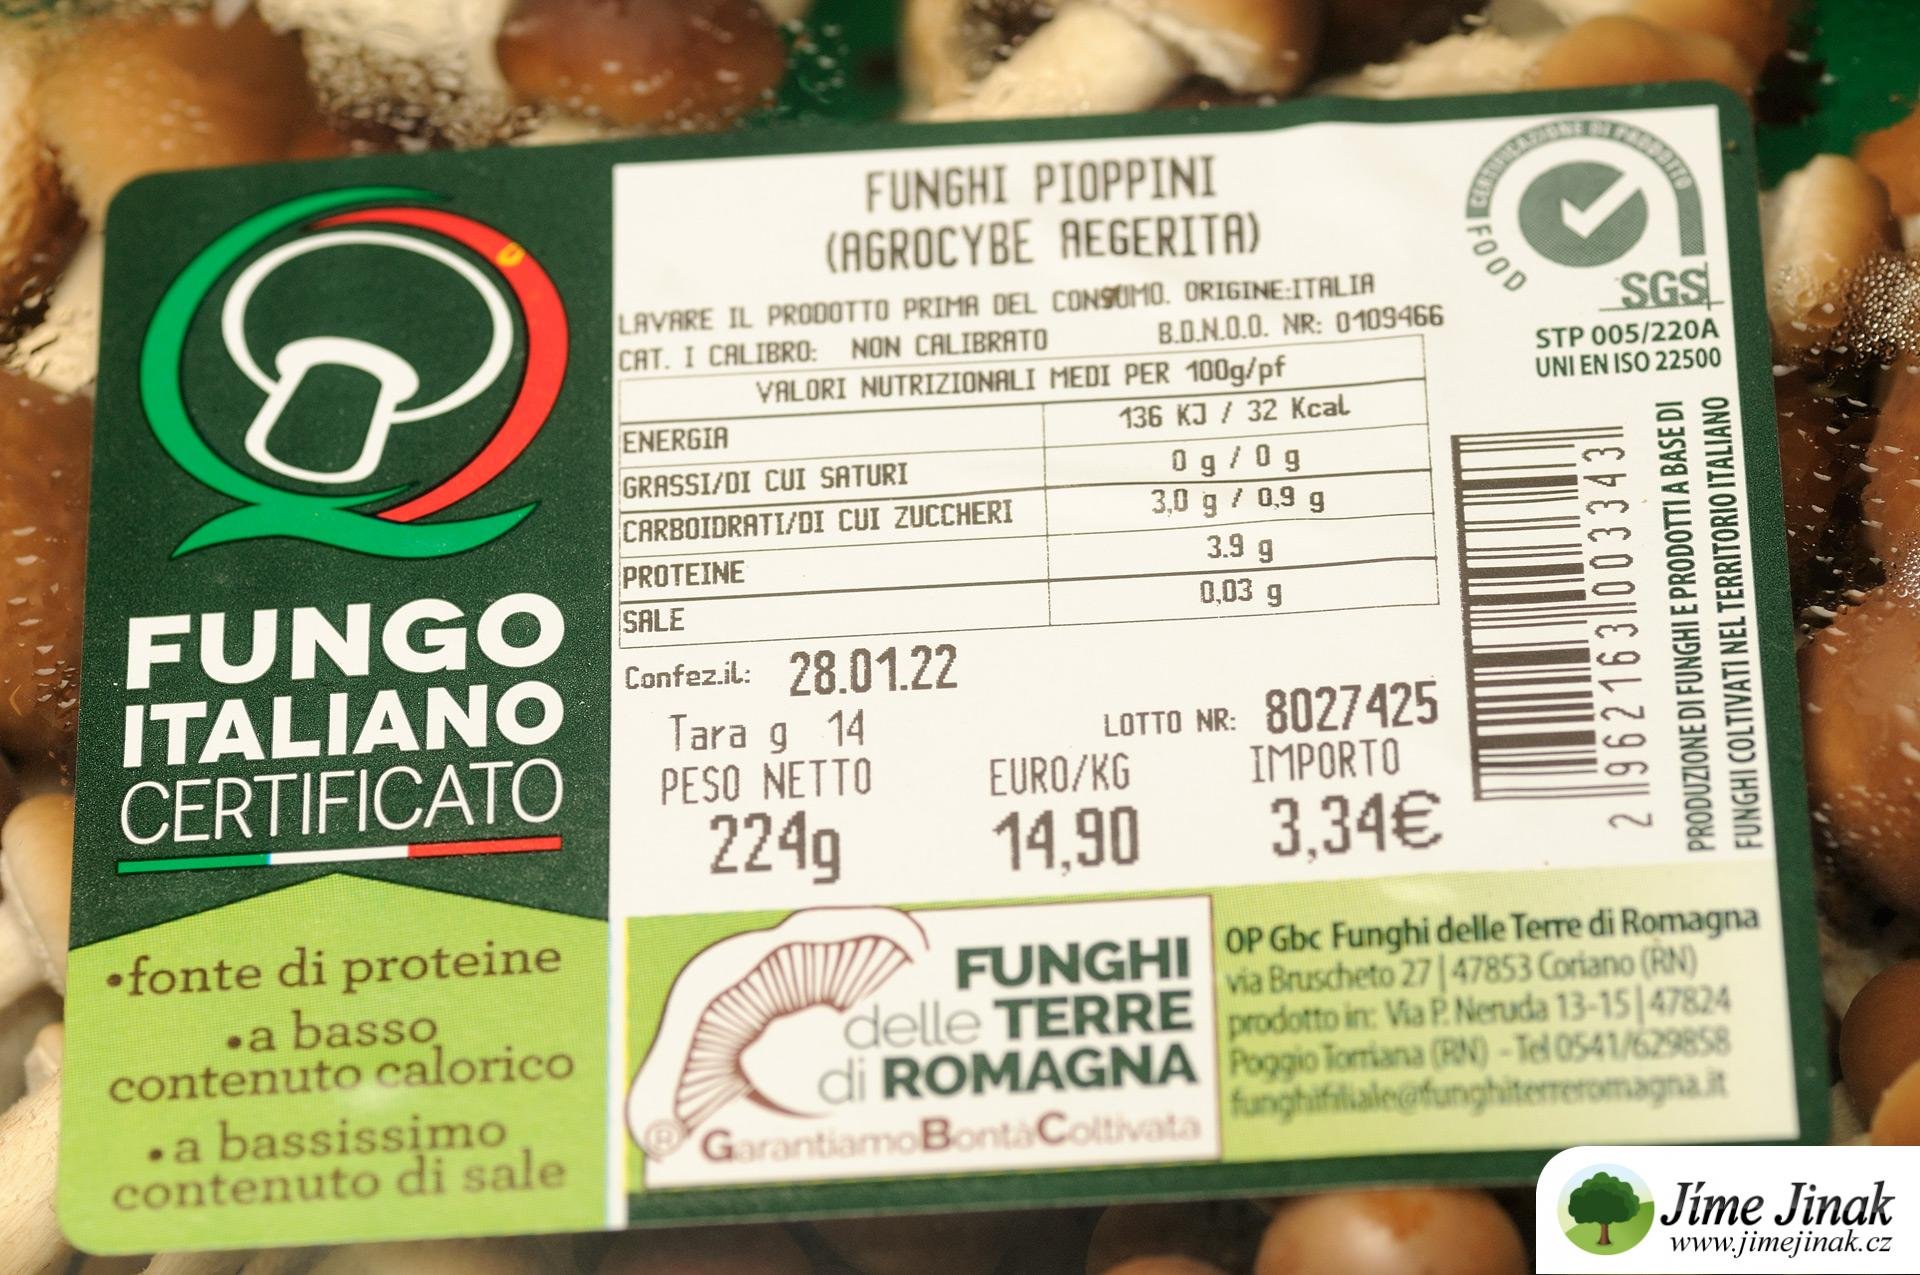 FUNGO
ITALIANO
CERTIFICATO
•fonte di proteine
•a basso
contenuto calorico
•a bassissimo
contenuto di sale
FUNGHI PIOPPINI
(AGROCYBE AEGERITA)
LAVARE IL PRODOTTO PRIMA DEL CONSUMO. ORIGINE:ITALIA
CAT. I CALIBRO: NON CALIBRATO B.D.N.O.O. NR: 0109466
VALORI NUTRIZIONALI MEDI PER 100g/pf
ENERGIA 136 KJ / 32 Kcal
GRASSI/DI CUI SATURI 0 g / 0 g
CARBOIDRATI/DI CUI ZUCCHERI 3,0 g / 0,9 g
PROTEINE 3.9 g
SALE 0,03 g
Confez.il: 28.01.22
Tara g 14 LOTTO NR: 8027425
PESO NETTO EURO/KG IMPORTO
224g 14,90 3,34€
CERTIFICAZIONE DI PRODOTTO
FOOD
SGS
STP 005/220A
UNI EN ISO 22500
2 962163 003343
PRODUZIONE DI FUNGHI E PRODOTTI A BASE DI
FUNGHI COLTIVATI NEL TERRITORIO ITALIANO
FUNGHI
delle TERRE
di ROMAGNA
® GarantiamoBontàColtivata
OP Gbc Funghi delle Terre di Romagna
via Bruscheto 27 | 47853 Coriano (RN)
prodotto in: Via P. Neruda 13-15 | 47824
Poggio Torriana (RN) - Tel 0541/629858
funghifiliale@funghiterreromagna.it
Jíme Jinak
www.jimejinak.cz